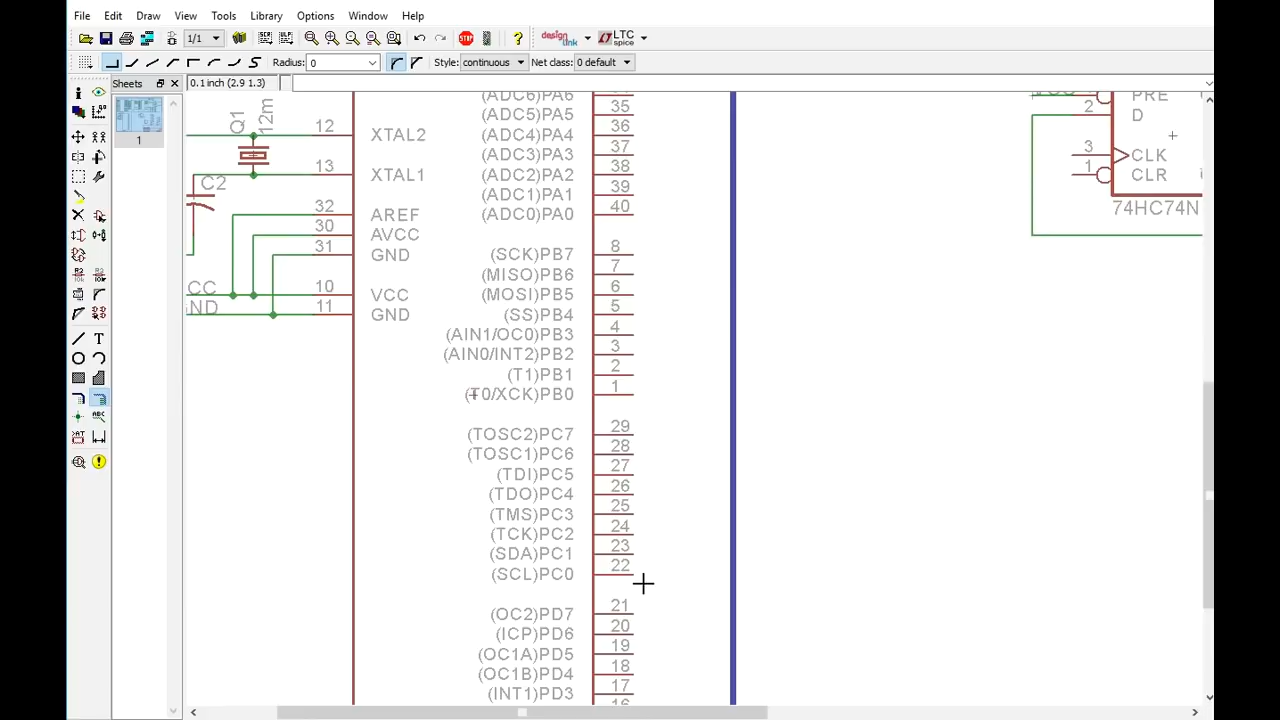 File Edit Draw View Tools Library Options Window Help
1/1 design link LTC spice
Radius: 0 Style: continuous Net class: 0 default
Sheets 0.1 inch (2.9 1.3)
1
Q1
12m
12 XTAL2
13 XTAL1
C2
32 AREF
30 AVCC
31 GND
CC 10 VCC
ND 11 GND
(ADC6)PA6
(ADC5)PA5 35
(ADC4)PA4 36
(ADC3)PA3 37
(ADC2)PA2 38
(ADC1)PA1 39
(ADC0)PA0 40
(SCK)PB7 8
(MISO)PB6 7
(MOSI)PB5 6
(SS)PB4 5
(AIN1/OC0)PB3 4
(AIN0/INT2)PB2 3
(T1)PB1 2
(T0/XCK)PB0 1
(TOSC2)PC7 29
(TOSC1)PC6 28
(TDI)PC5 27
(TDO)PC4 26
(TMS)PC3 25
(TCK)PC2 24
(SDA)PC1 23
(SCL)PC0 22
(OC2)PD7 21
(ICP)PD6 20
(OC1A)PD5 19
(OC1B)PD4 18
(INT1)PD3 17
16
PRE
2 D
3 CLK
1 CLR
74HC74N